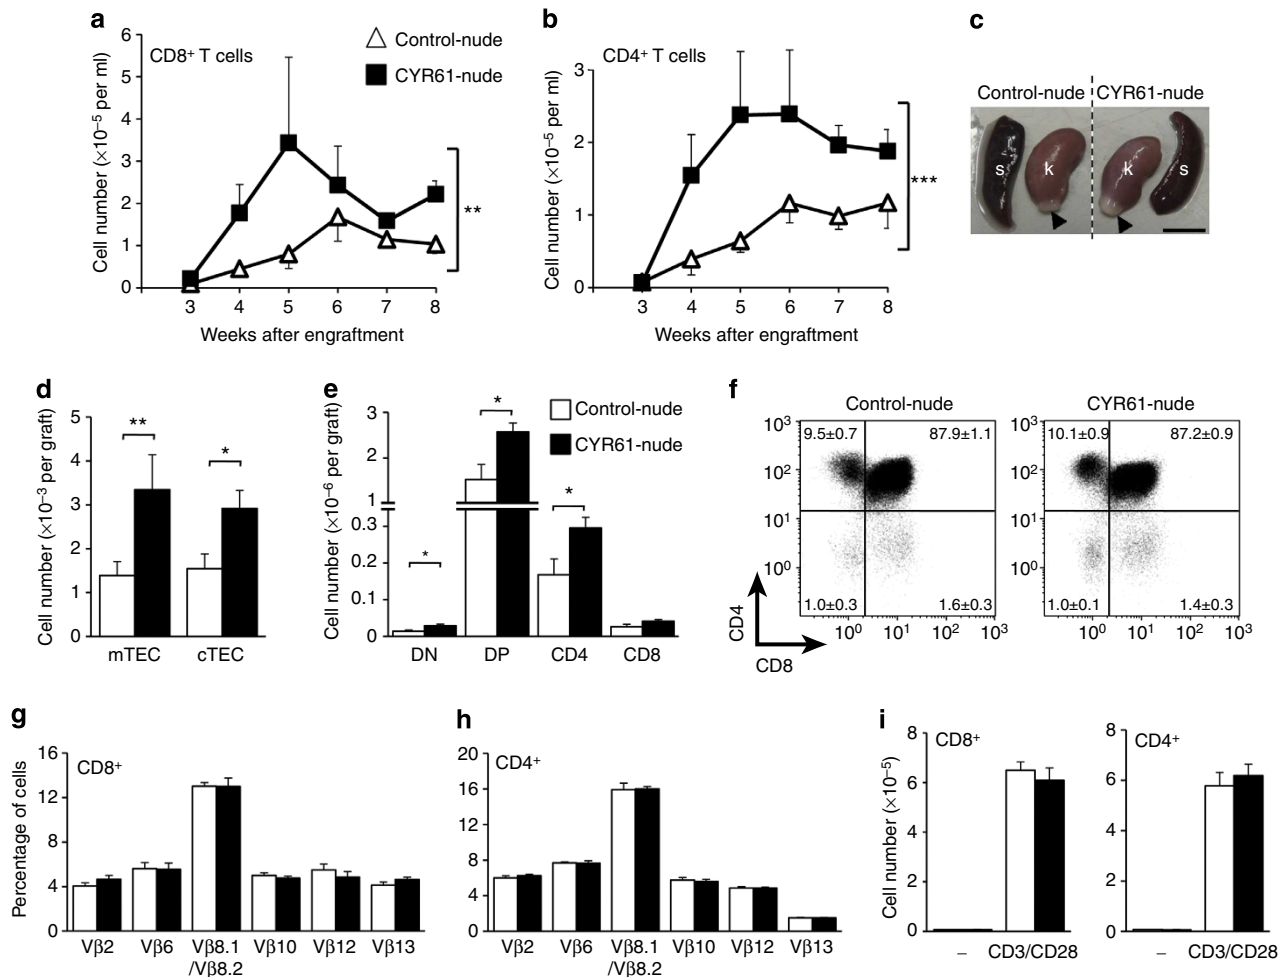 a
CD8⁺ T cells
Control-nude
CYR61-nude
Cell number (×10⁻⁵ per ml)
6
5
4
3
2
1
0
**
3 4 5 6 7 8
Weeks after engraftment
b
CD4⁺ T cells
Cell number (×10⁻⁵ per ml)
3
2
1
0
***
3 4 5 6 7 8
Weeks after engraftment
c
Control-nude CYR61-nude
s k k s
d
Cell number (×10⁻³ per graft)
5
4
3
2
1
0
** *
mTEC cTEC
e
Control-nude
CYR61-nude
Cell number (×10⁻⁶ per graft)
3
2
1
0.3
0.2
0.1
0
* * *
DN DP CD4 CD8
f
Control-nude
10³
10²
10¹
10⁰
9.5±0.7 87.9±1.1
1.0±0.3 1.6±0.3
10⁰ 10¹ 10² 10³
CYR61-nude
10³
10²
10¹
10⁰
10.1±0.9 87.2±0.9
1.0±0.1 1.4±0.3
10⁰ 10¹ 10² 10³
CD4
CD8
g
CD8⁺
Percentage of cells
16
12
8
4
0
Vβ2 Vβ6 Vβ8.1 Vβ10 Vβ12 Vβ13
/Vβ8.2
h
CD4⁺
20
16
12
8
4
0
Vβ2 Vβ6 Vβ8.1 Vβ10 Vβ12 Vβ13
/Vβ8.2
i
CD8⁺
Cell number (×10⁻⁵)
8
6
4
2
0
– CD3/CD28
CD4⁺
8
6
4
2
0
– CD3/CD28